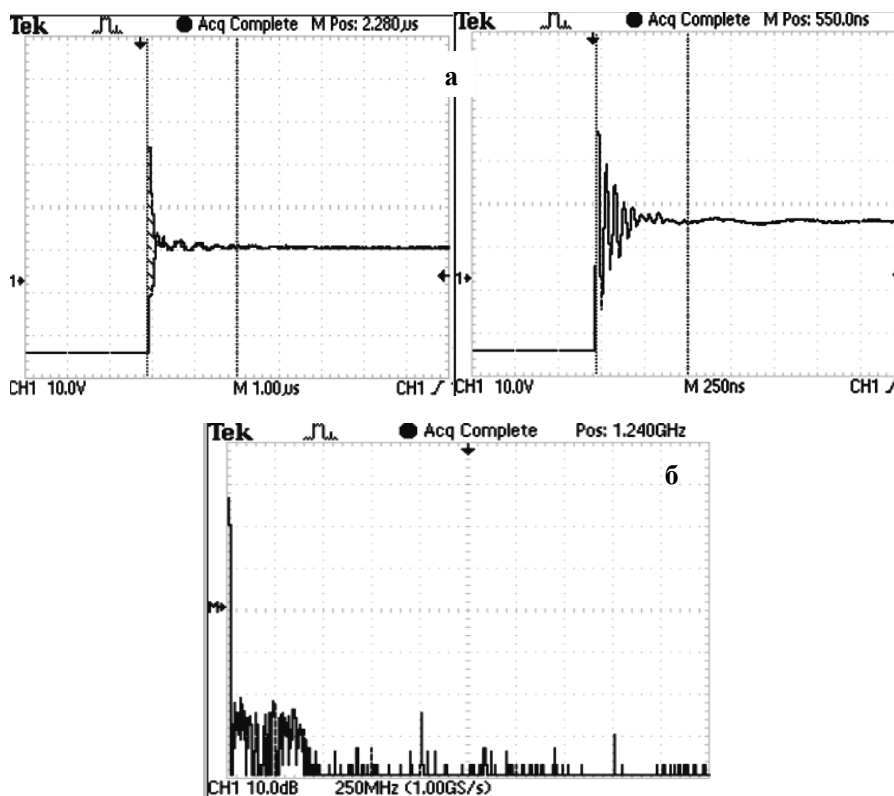 Tek Acq Complete M Pos: 2.280µs
1
CH1 10.0V M 1.00µs CH1
а
Tek Acq Complete M Pos: 550.0ns
1
CH1 10.0V M 250ns CH1
Tek Acq Complete Pos: 1.240GHz
б
M
CH1 10.0dB 250MHz (1.00GS/s)